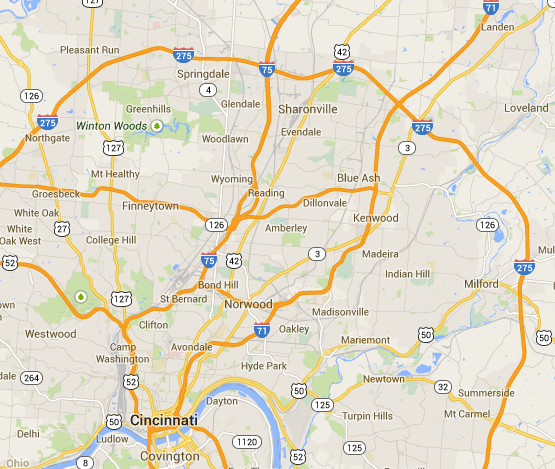 127
71
Landen
Pleasant Run
275
42
75
275
Springdale
126
4
Glendale
Sharonville
Loveland
Greenhills
275
Winton Woods
275
Evendale
Northgate
Woodlawn
127
3
Mt Healthy
Wyoming
Blue Ash
Reading
Groesbeck
Finneytown
Dillonvale
White Oak
126
Kenwood
White
Oak West
27
College Hill
Amberley
126
52
75
42
3
Madeira
Indian Hill
275
Milford
127
Bond Hill
St Bernard
Norwood
Madisonville
50
Westwood
Clifton
71
Oakley
50
Camp
Washington
Avondale
Mariemont
Hyde Park
264
52
Newtown
32
50
Summerside
Dayton
125
50
Cincinnati
Turpin Hills
Mt Carmel
Delhi
Ludlow
1120
125
Ohio
8
Covington
52